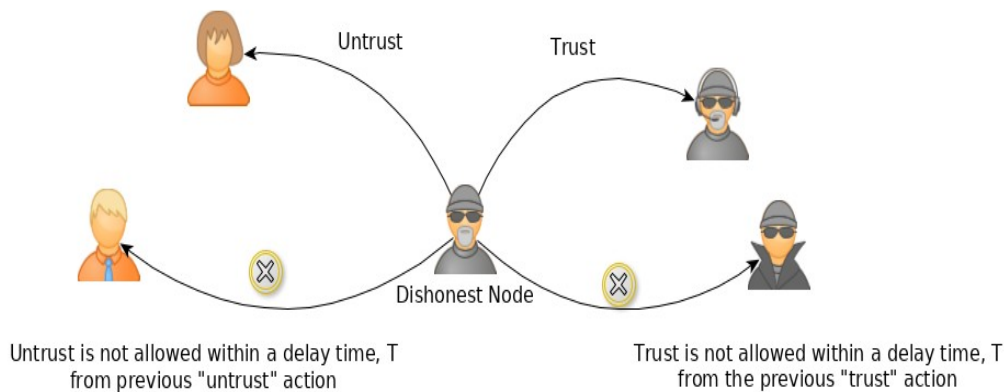 Untrust
Trust
Dishonest Node
Untrust is not allowed within a delay time, T
from previous "untrust" action
Trust is not allowed within a delay time, T
from the previous "trust" action